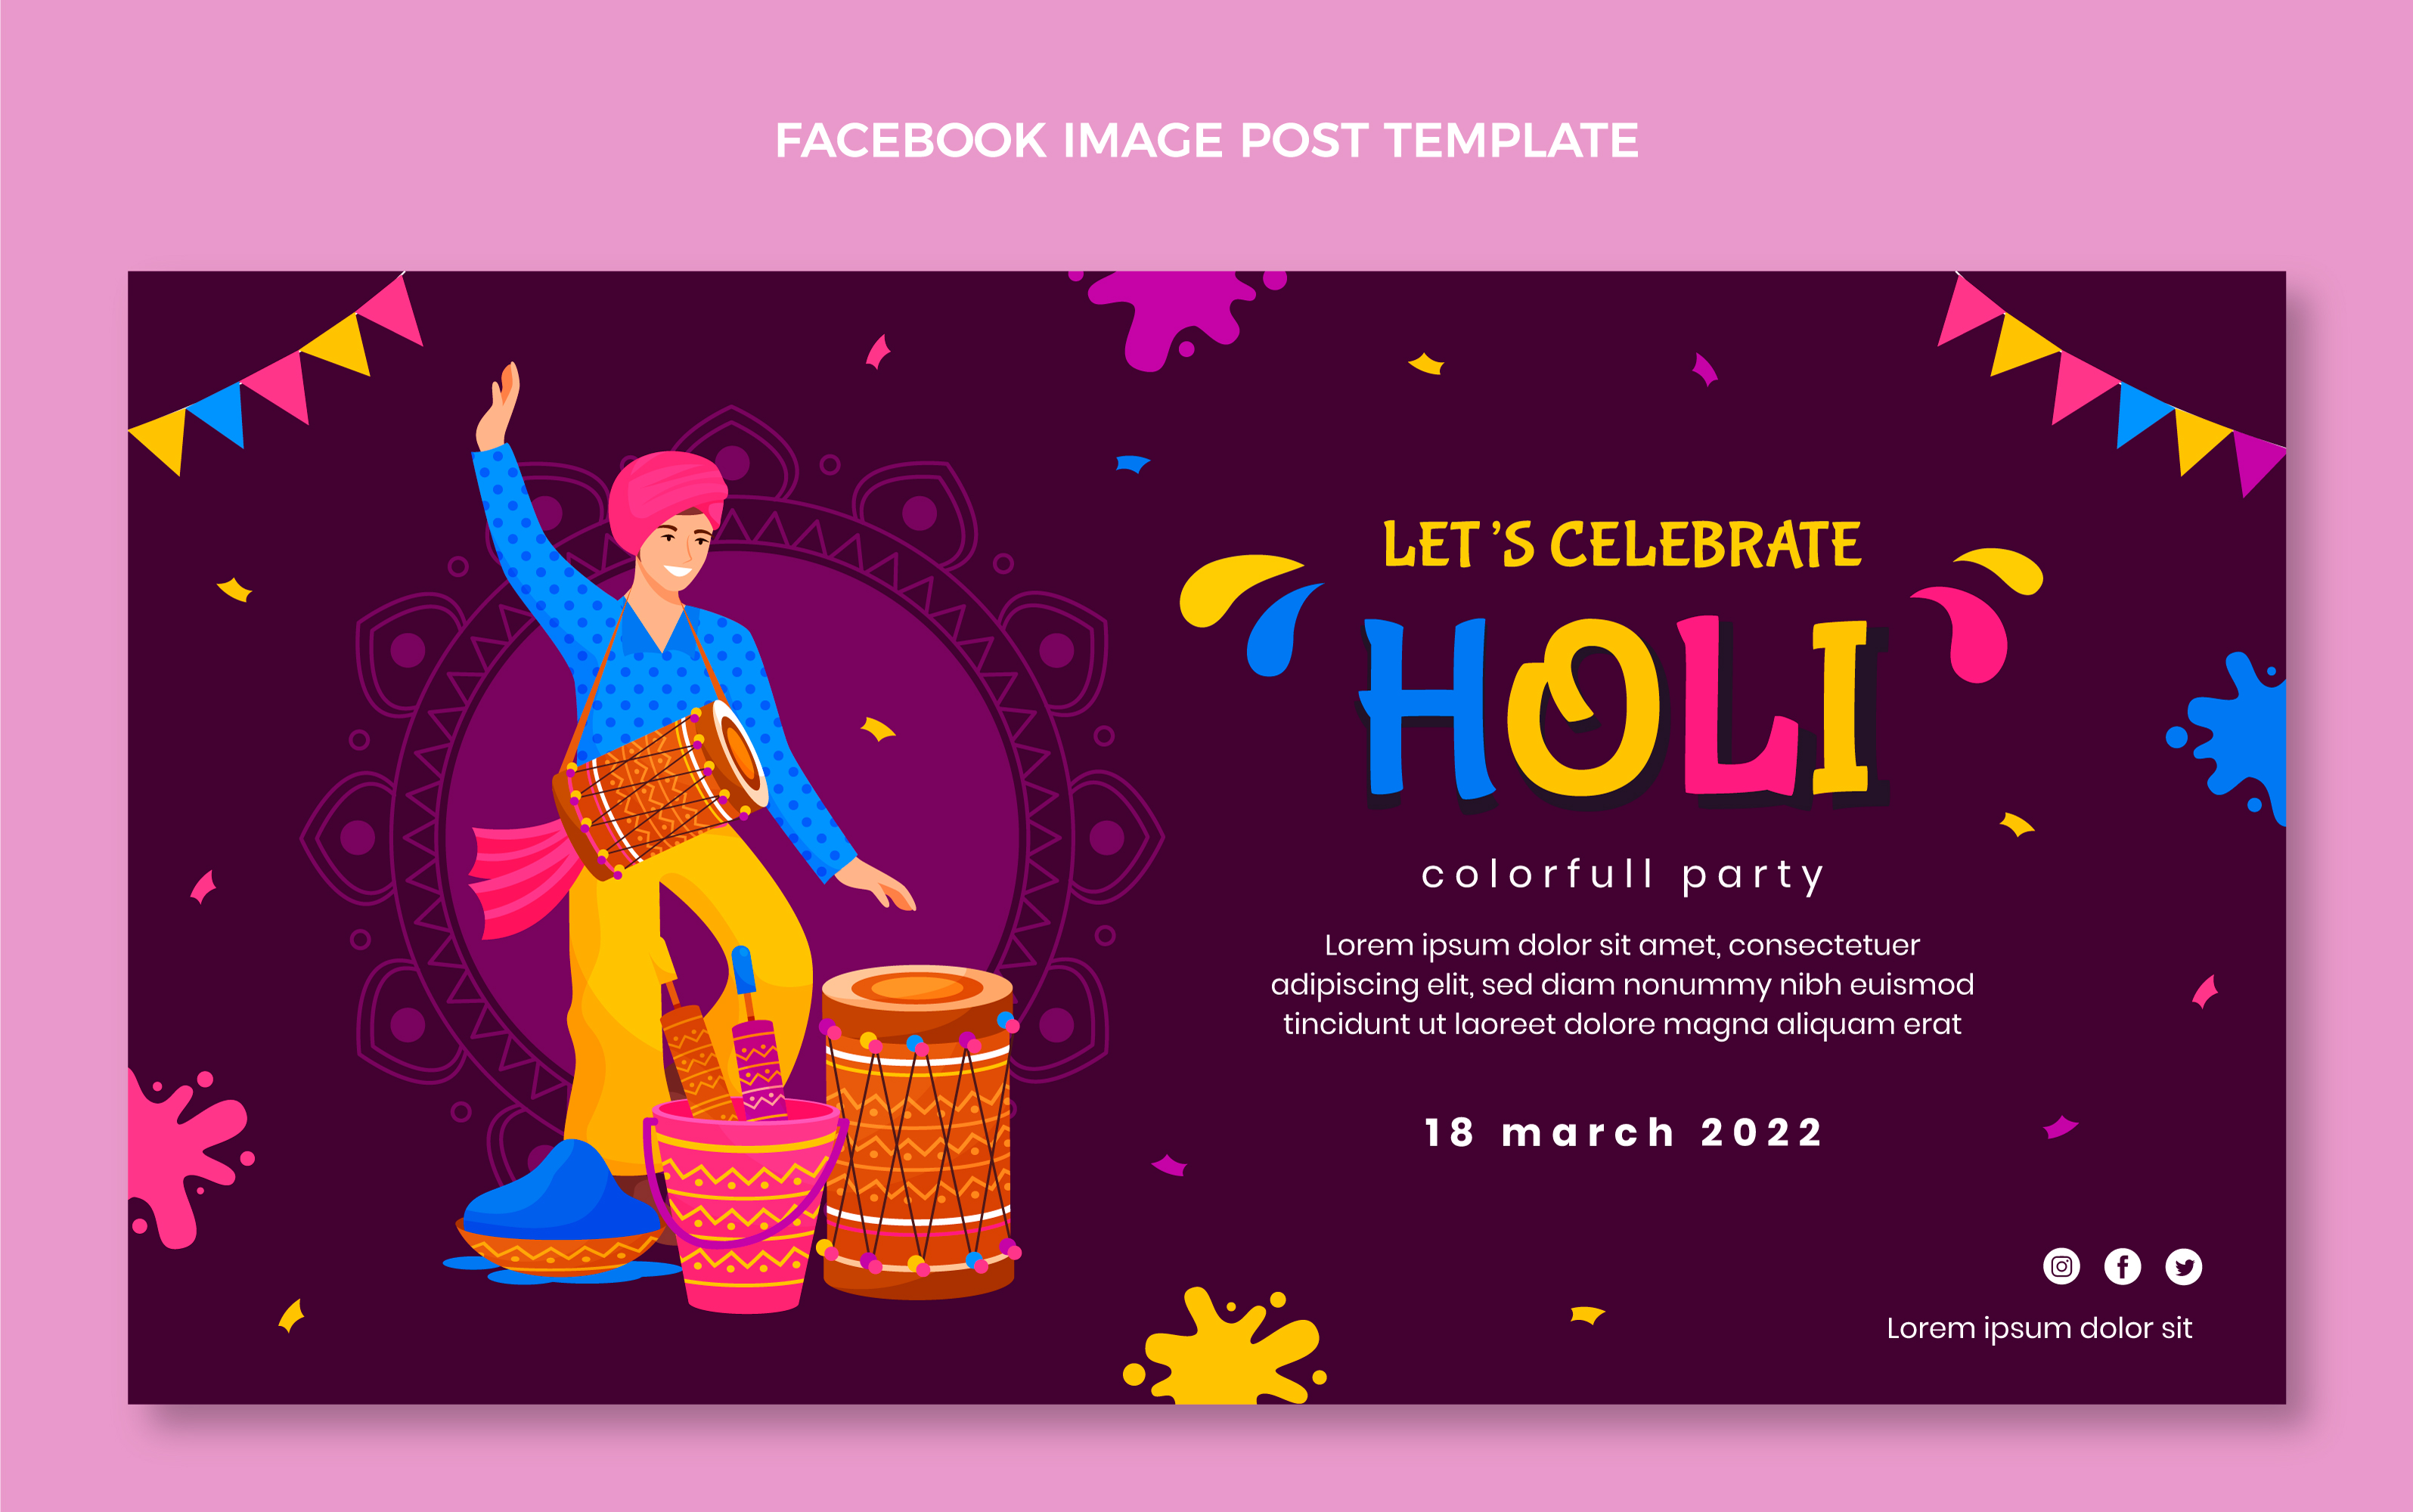 FACEBOOK IMAGE POST TEMPLATE
LET'S CELEBRATE
HOLI
colorfull party
Lorem ipsum dolor sit amet, consectetuer
adipiscing elit, sed diam nonummy nibh euismod
tincidunt ut laoreet dolore magna aliquam erat
18 march 2022
Lorem ipsum dolor sit